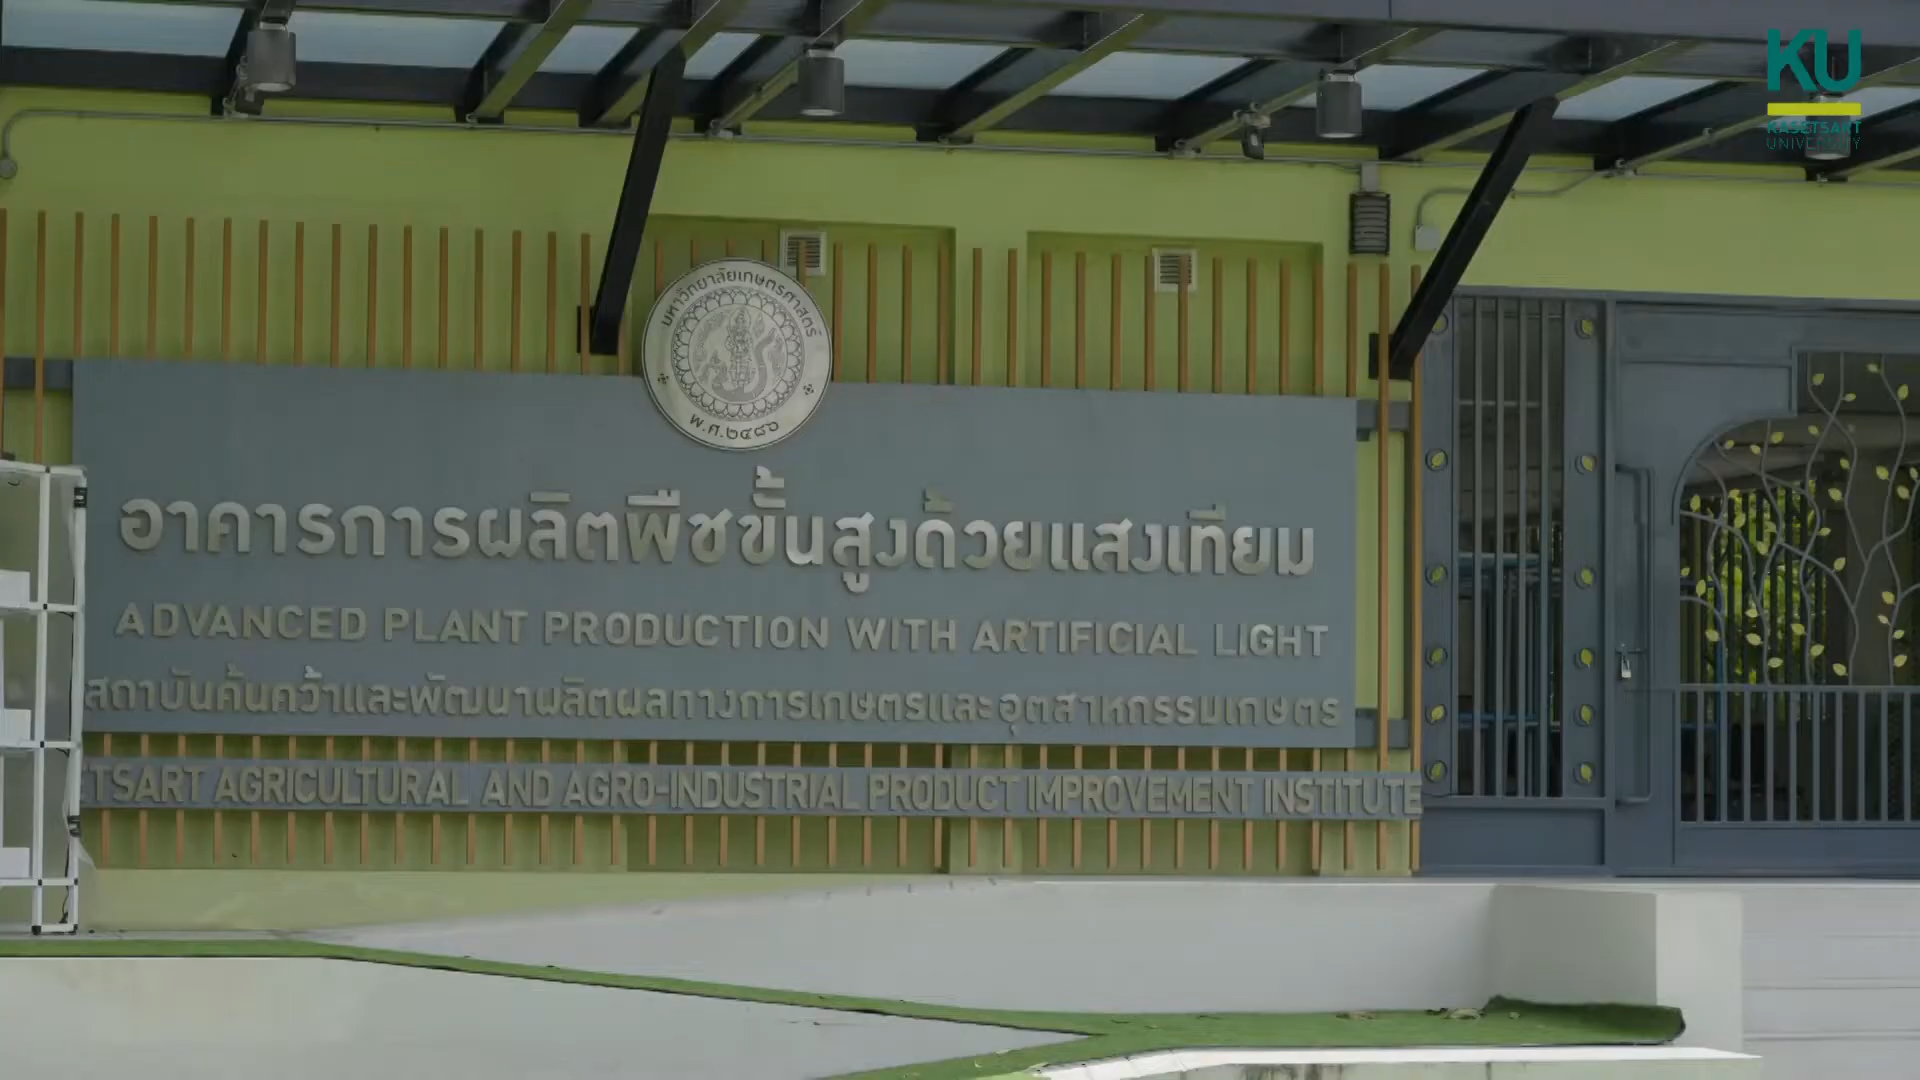 KU
KASETSART
UNIVERSITY
มหาวิทยาลัยเกษตรศาสตร์
พ.ศ.๒๔๘๖
อาคารการผลิตพืชขั้นสูงด้วยแสงเทียม
ADVANCED PLANT PRODUCTION WITH ARTIFICIAL LIGHT
สถาบันค้นคว้าและพัฒนาผลิตผลทางการเกษตรและอุตสาหกรรมเกษตร
ETSART AGRICULTURAL AND AGRO-INDUSTRIAL PRODUCT IMPROVEMENT INSTITUTE